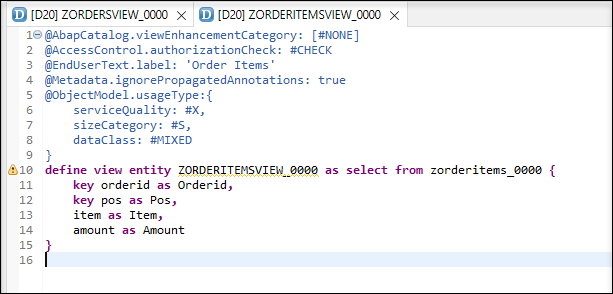 [D20] ZORDERSVIEW_0000 [D20] ZORDERITEMSVIEW_0000
1 @AbapCatalog.viewEnhancementCategory: [#NONE]
2 @AccessControl.authorizationCheck: #CHECK
3 @EndUserText.label: 'Order Items'
4 @Metadata.ignorePropagatedAnnotations: true
5 @ObjectModel.usageType:{
6     serviceQuality: #X,
7     sizeCategory: #S,
8     dataClass: #MIXED
9 }
10 define view entity ZORDERITEMSVIEW_0000 as select from zorderitems_0000 {
11     key orderid as Orderid,
12     key pos as Pos,
13     item as Item,
14     amount as Amount
15 }
16